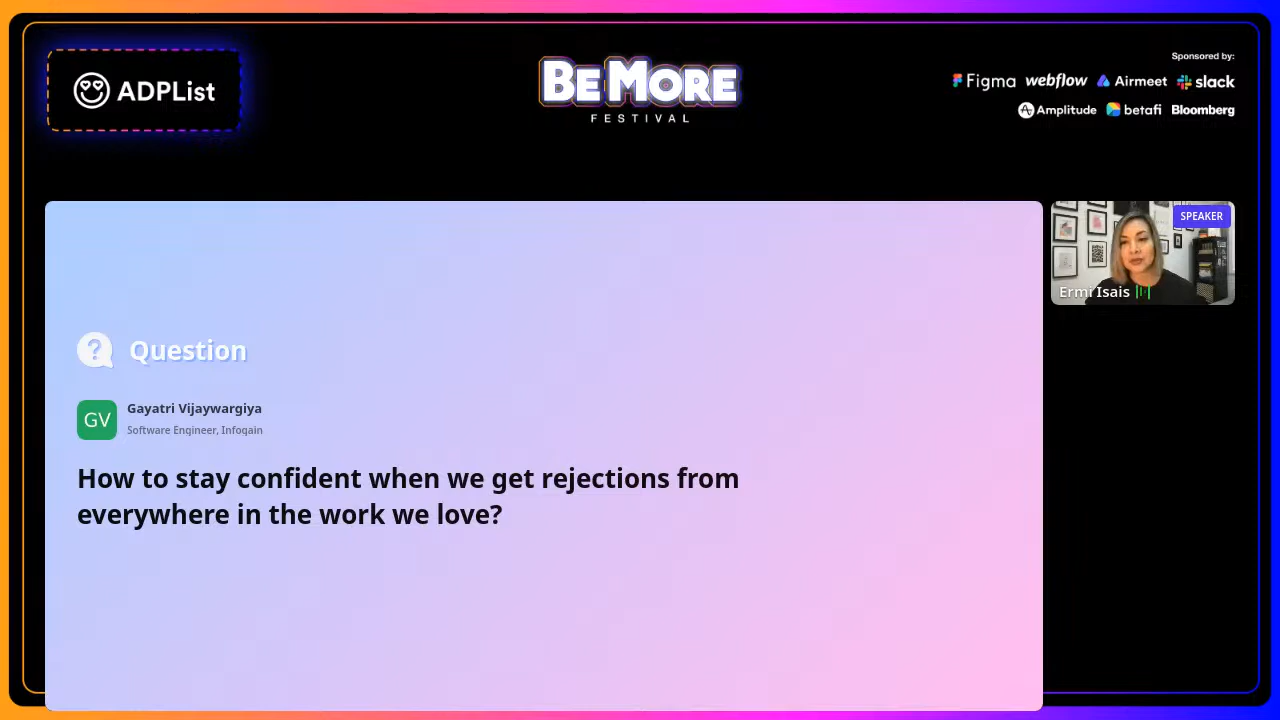 ADPList
BE MORE
FESTIVAL
Sponsored by:
Figma webflow Airmeet slack
Amplitude betafi Bloomberg
SPEAKER
Ermi Isais
Question
GV
Gayatri Vijaywargiya
Software Engineer, Infogain
How to stay confident when we get rejections from
everywhere in the work we love?